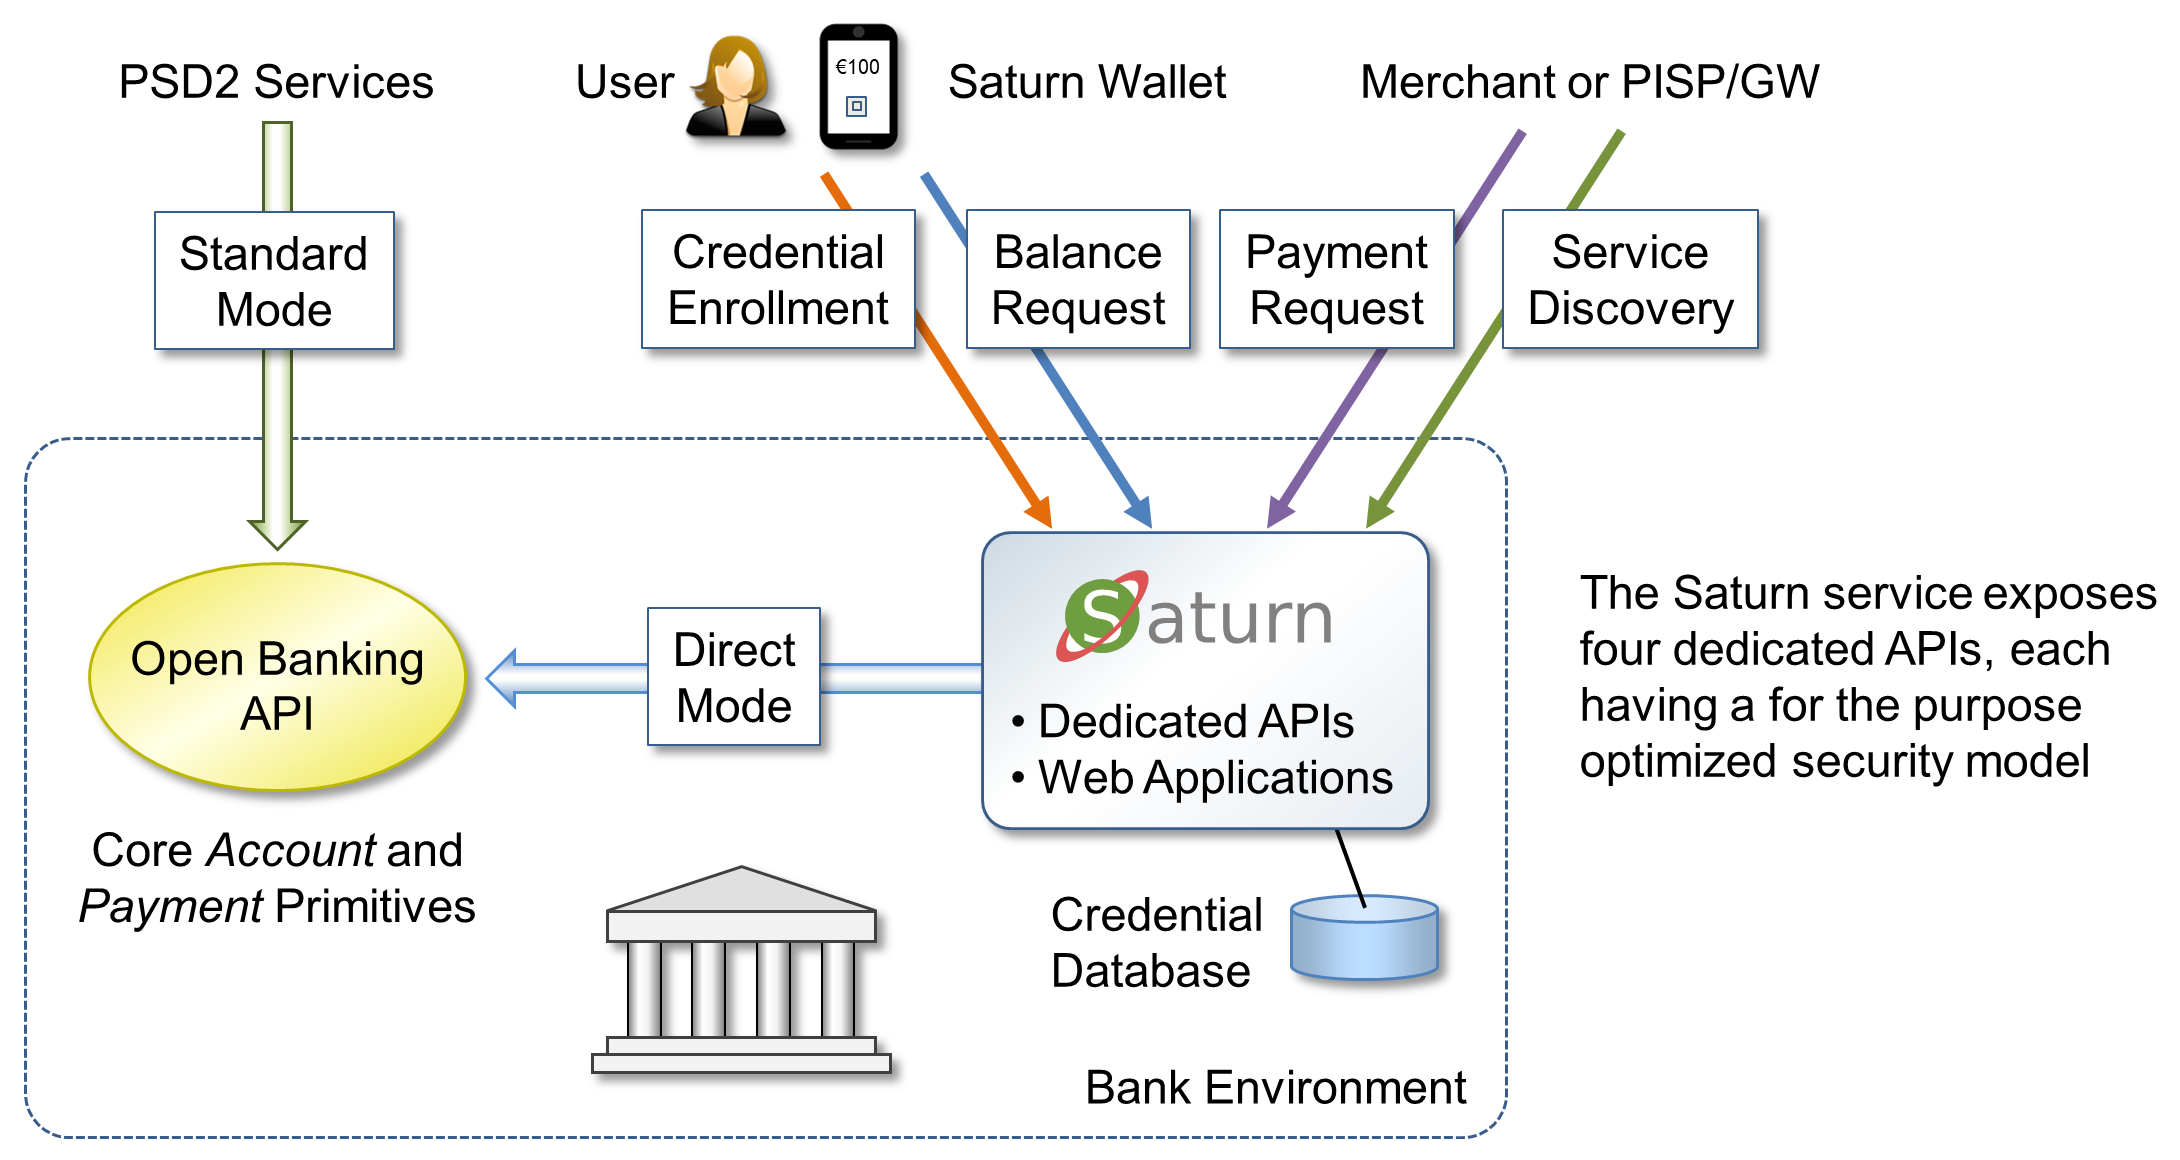 PSD2 Services
User
€100
Saturn Wallet
Merchant or PISP/GW
Standard
Mode
Credential
Enrollment
Balance
Request
Payment
Request
Service
Discovery
Open Banking
API
Direct
Mode
Saturn
• Dedicated APIs
• Web Applications
The Saturn service exposes
four dedicated APIs, each
having a for the purpose
optimized security model
Core Account and
Payment Primitives
Credential
Database
Bank Environment